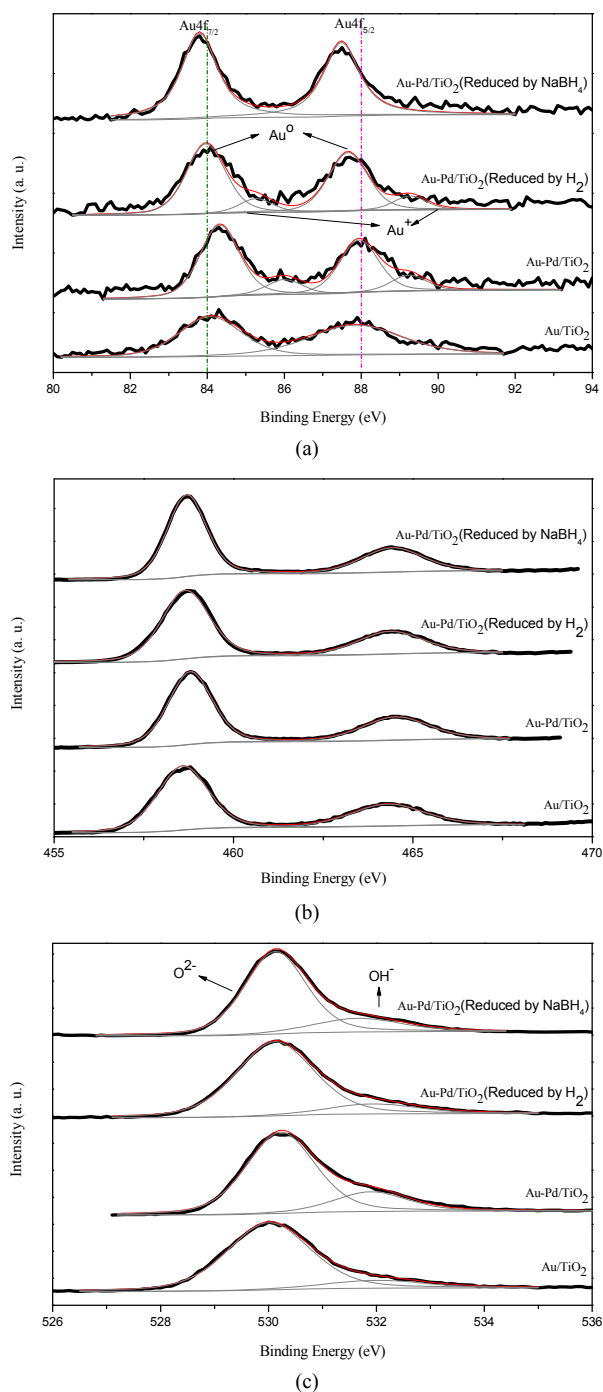 Au4f7/2 Au4f5/2
Au-Pd/TiO2(Reduced by NaBH4)
Au0
Au-Pd/TiO2(Reduced by H2)
Au+
Au-Pd/TiO2
Au/TiO2
Intensity (a. u.)
80 82 84 86 88 90 92 94
Binding Energy (eV)
(a)
Au-Pd/TiO2(Reduced by NaBH4)
Au-Pd/TiO2(Reduced by H2)
Au-Pd/TiO2
Au/TiO2
Intensity (a. u.)
455 460 465 470
Binding Energy (eV)
(b)
O2- OH-
Au-Pd/TiO2(Reduced by NaBH4)
Au-Pd/TiO2(Reduced by H2)
Au-Pd/TiO2
Au/TiO2
Intensity (a. u.)
526 528 530 532 534 536
Binding Energy (eV)
(c)